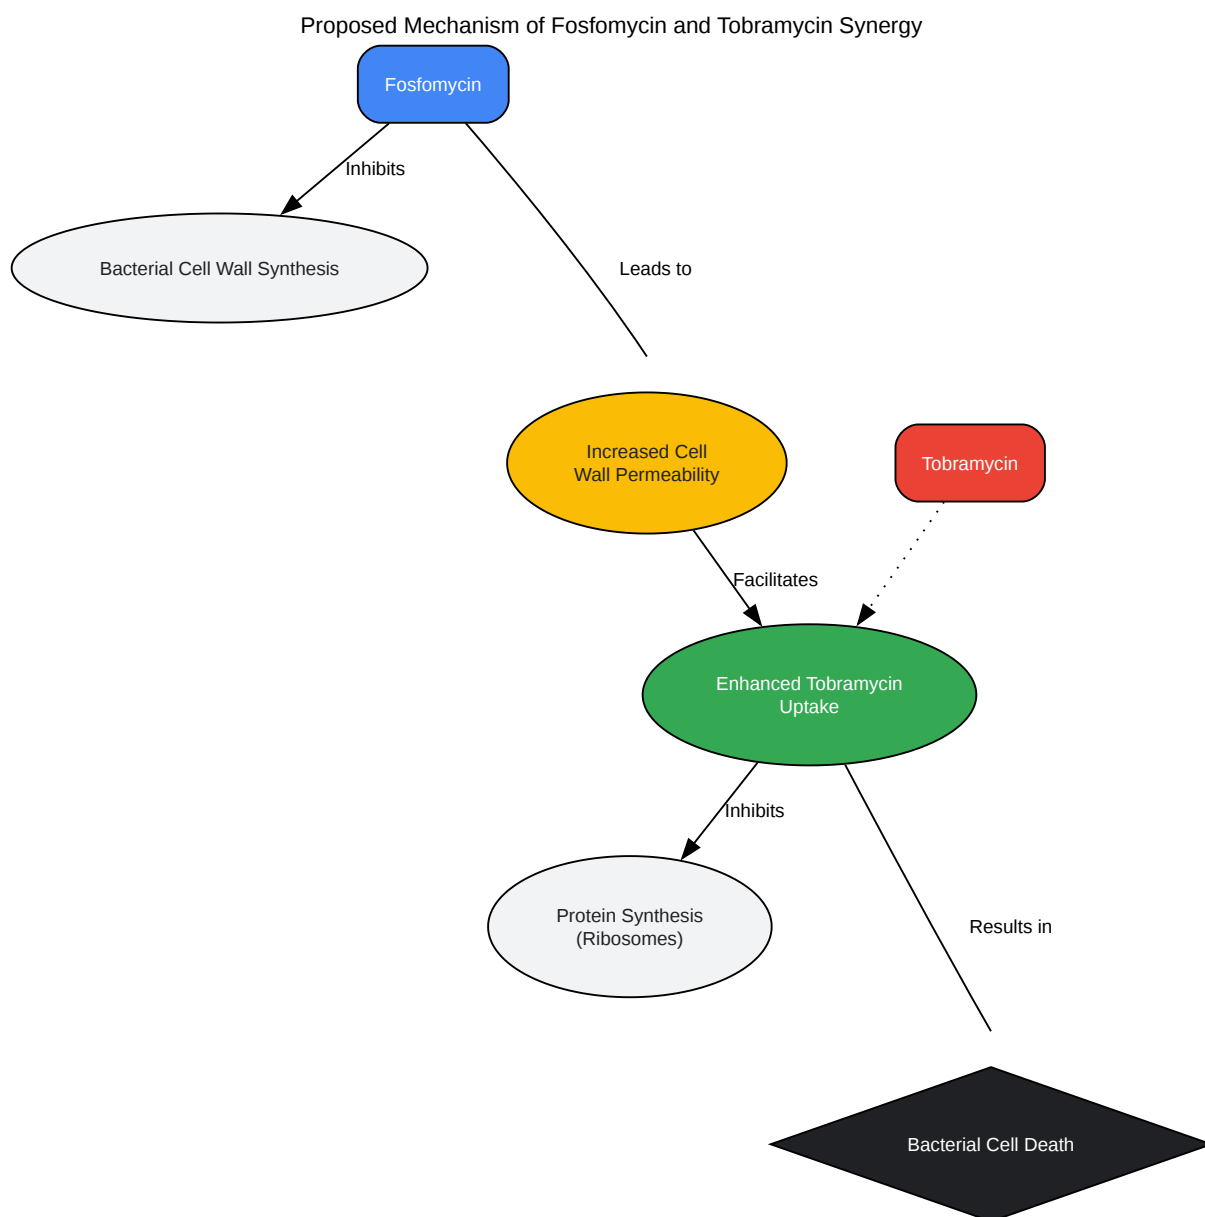 Proposed Mechanism of Fosfomycin and Tobramycin Synergy
Fosfomycin
Inhibits
Bacterial Cell Wall Synthesis
Leads to
Increased Cell
Wall Permeability
Tobramycin
Facilitates
Enhanced Tobramycin
Uptake
Inhibits
Protein Synthesis
(Ribosomes)
Results in
Bacterial Cell Death